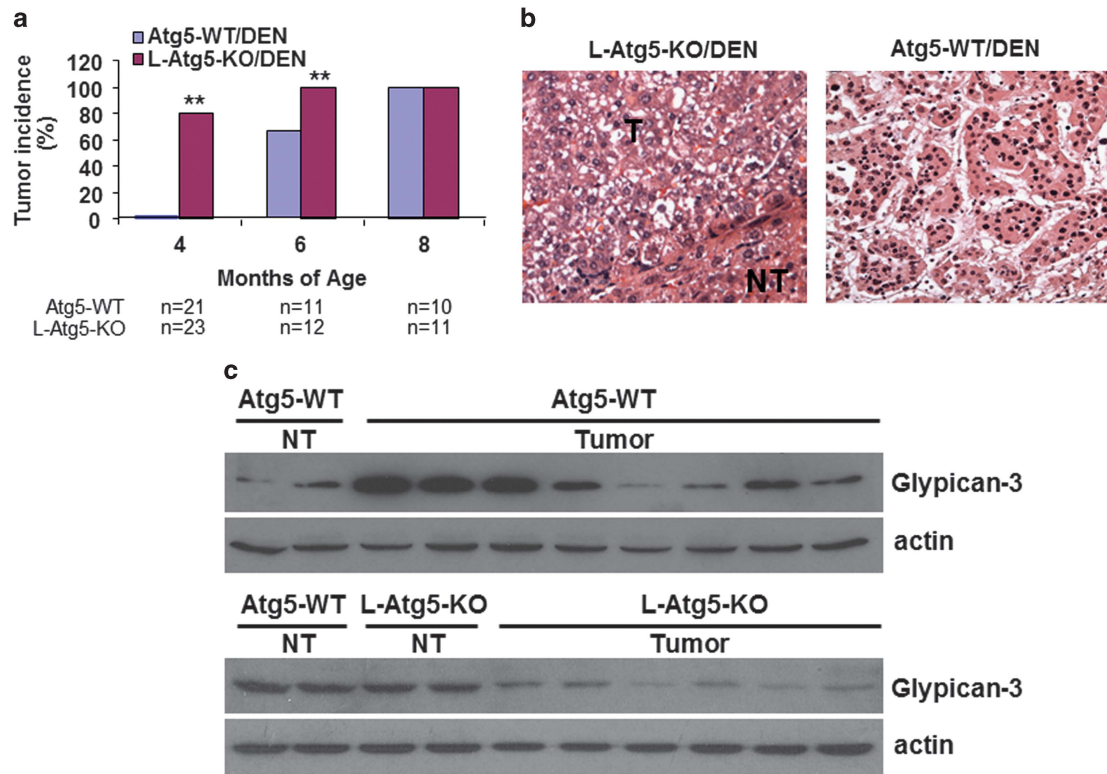 a
Atg5-WT/DEN
L-Atg5-KO/DEN
120
100
80
60
40
20
0
Tumor incidence
(%)
**
**
4 6 8
Months of Age
Atg5-WT n=21 n=11 n=10
L-Atg5-KO n=23 n=12 n=11
b
L-Atg5-KO/DEN Atg5-WT/DEN
T
NT
c
Atg5-WT Atg5-WT
NT Tumor
Glypican-3
actin
Atg5-WT L-Atg5-KO L-Atg5-KO
NT NT Tumor
Glypican-3
actin